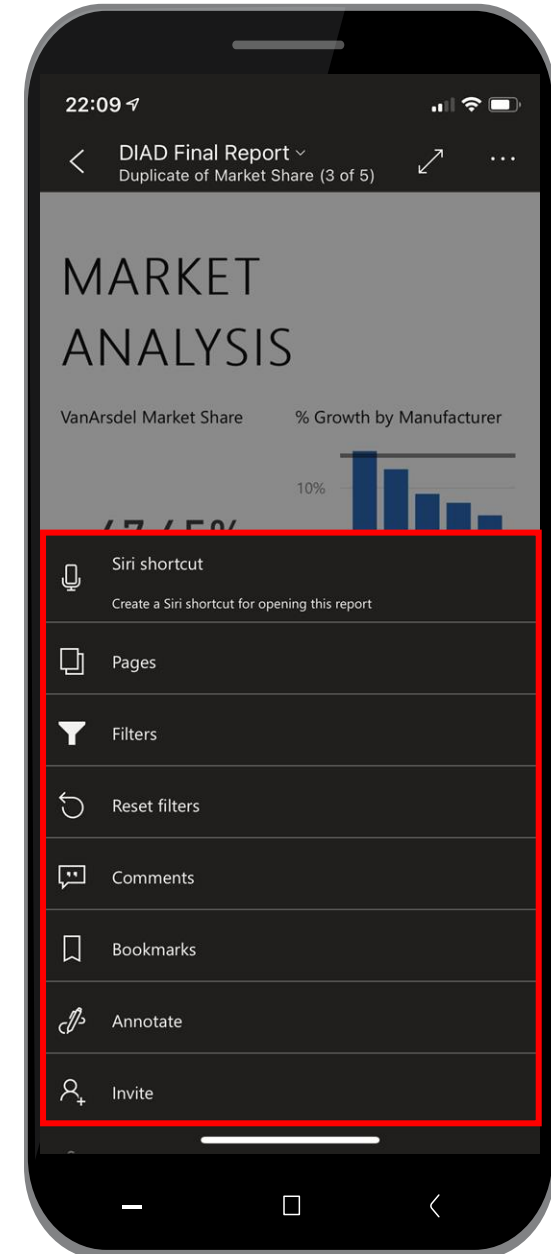 22:09
DIAD Final Report
Duplicate of Market Share (3 of 5)
MARKET
ANALYSIS
VanArsdel Market Share % Growth by Manufacturer
10%
Siri shortcut
Create a Siri shortcut for opening this report
Pages
Filters
Reset filters
Comments
Bookmarks
Annotate
Invite